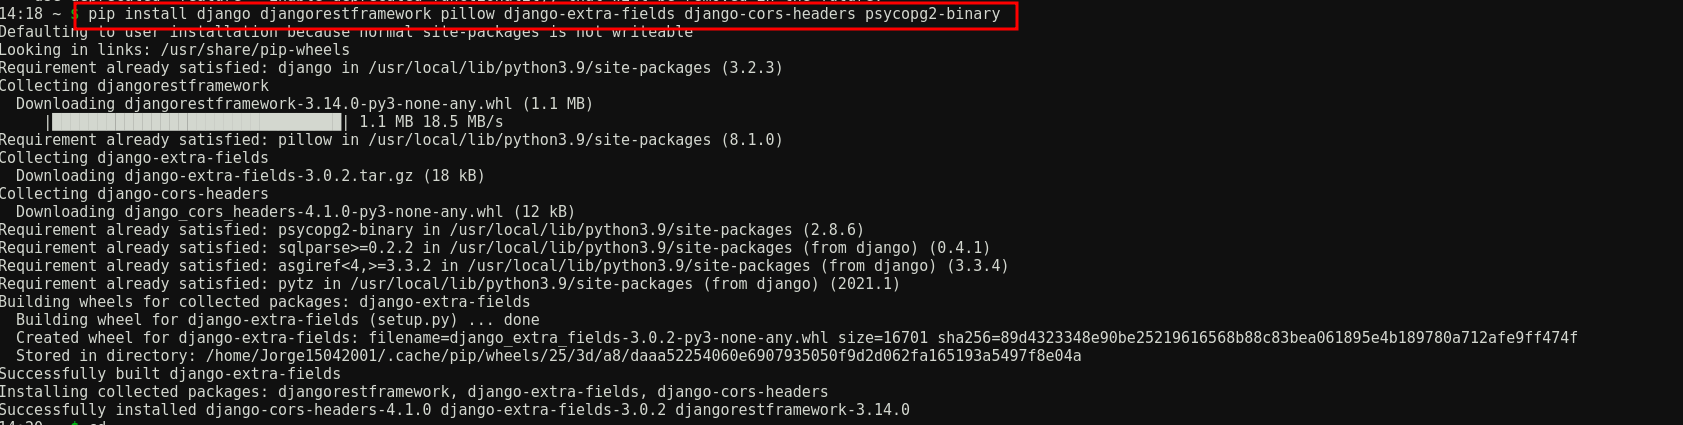 14:18 ~ $ pip install django djangorestframework pillow django-extra-fields django-cors-headers psycopg2-binary
Defaulting to user installation because normal site-packages is not writeable
Looking in links: /usr/share/pip-wheels
Requirement already satisfied: django in /usr/local/lib/python3.9/site-packages (3.2.3)
Collecting djangorestframework
  Downloading djangorestframework-3.14.0-py3-none-any.whl (1.1 MB)
     |████████████████████████████████| 1.1 MB 18.5 MB/s
Requirement already satisfied: pillow in /usr/local/lib/python3.9/site-packages (8.1.0)
Collecting django-extra-fields
  Downloading django-extra-fields-3.0.2.tar.gz (18 kB)
Collecting django-cors-headers
  Downloading django_cors_headers-4.1.0-py3-none-any.whl (12 kB)
Requirement already satisfied: psycopg2-binary in /usr/local/lib/python3.9/site-packages (2.8.6)
Requirement already satisfied: sqlparse>=0.2.2 in /usr/local/lib/python3.9/site-packages (from django) (0.4.1)
Requirement already satisfied: asgiref<4,>=3.3.2 in /usr/local/lib/python3.9/site-packages (from django) (3.3.4)
Requirement already satisfied: pytz in /usr/local/lib/python3.9/site-packages (from django) (2021.1)
Building wheels for collected packages: django-extra-fields
  Building wheel for django-extra-fields (setup.py) ... done
  Created wheel for django-extra-fields: filename=django_extra_fields-3.0.2-py3-none-any.whl size=16701 sha256=89d4323348e90be25219616568b88c83bea061895e4b189780a712afe9ff474f
  Stored in directory: /home/Jorge15042001/.cache/pip/wheels/25/3d/a8/daaa52254060e6907935050f9d2d062fa165193a5497f8e04a
Successfully built django-extra-fields
Installing collected packages: djangorestframework, django-extra-fields, django-cors-headers
Successfully installed django-cors-headers-4.1.0 django-extra-fields-3.0.2 djangorestframework-3.14.0